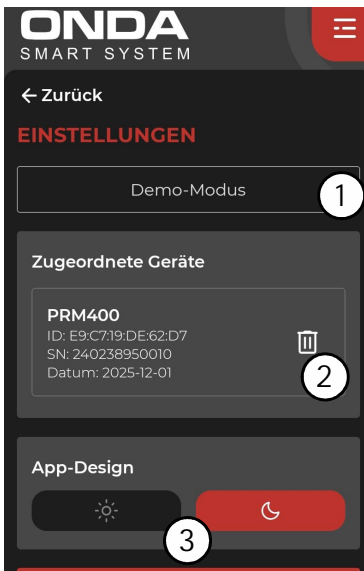 ONDA
SMART SYSTEM
Zurück
EINSTELLUNGEN
Demo-Modus
1
Zugeordnete Geräte
PRM400
ID: E9:C7:19:DE:62:D7
SN: 240238950010
Datum: 2025-12-01
2
App-Design
3